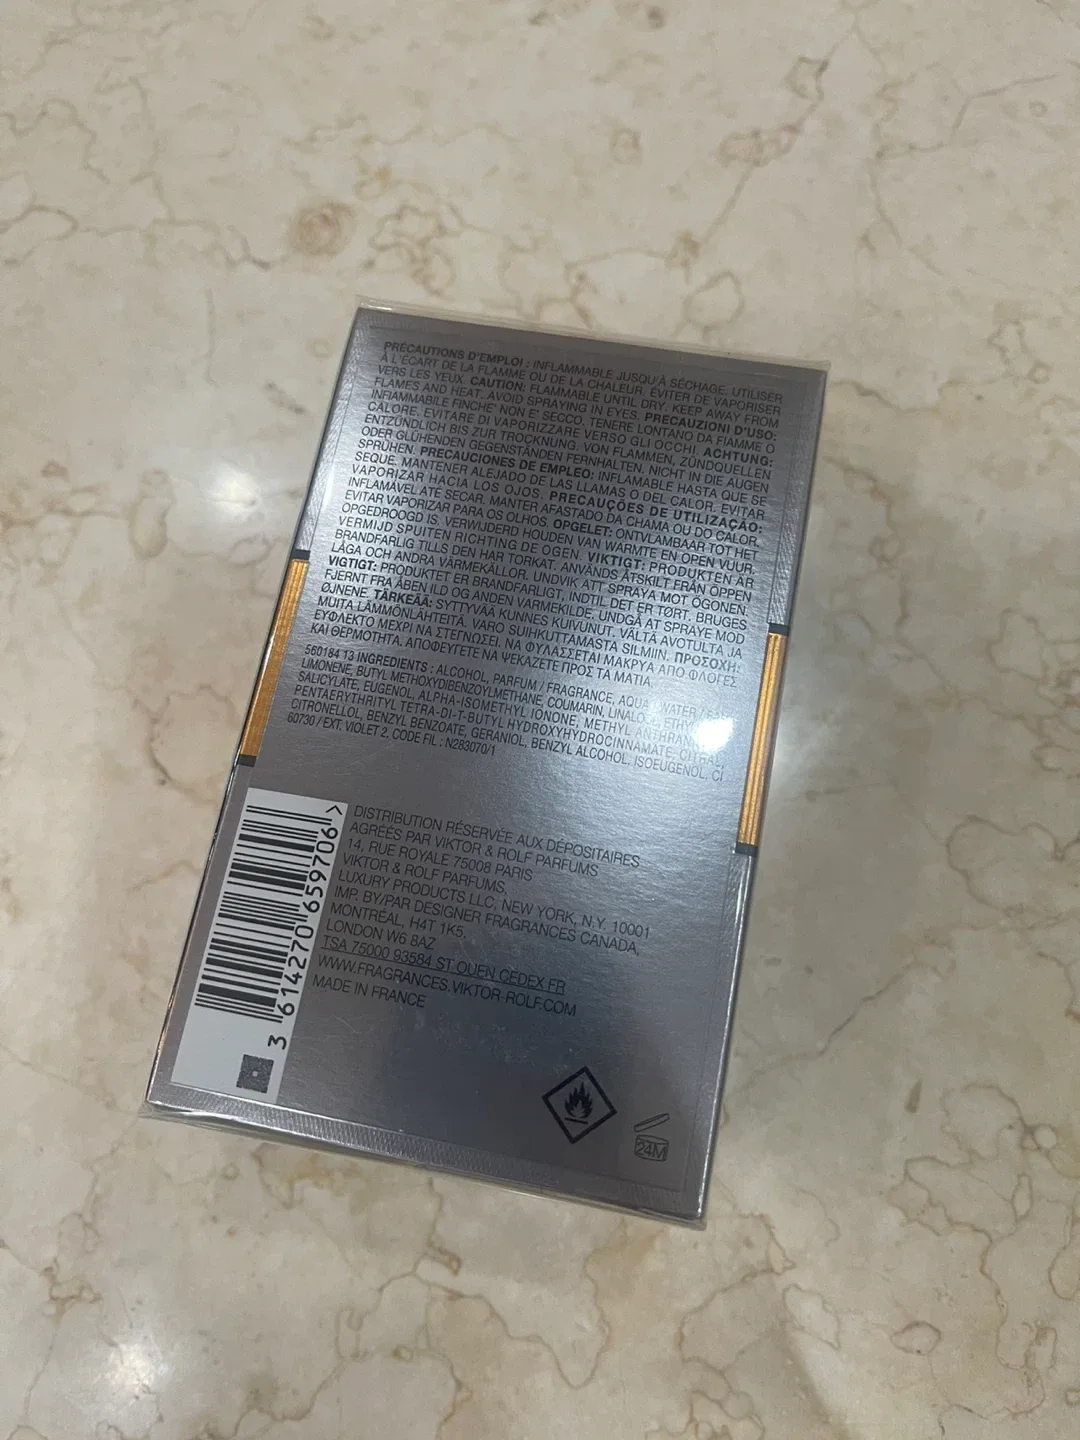 PRÉCAUTIONS D'EMPLOI : INFLAMMABLE JUSQU'À SÉCHAGE. UTILISER
À L'ÉCART DE LA FLAMME OU DE LA CHALEUR. ÉVITER DE VAPORISER
VERS LES YEUX. CAUTION: FLAMMABLE UNTIL DRY. KEEP AWAY FROM
FLAMES AND HEAT. AVOID SPRAYING IN EYES. PRECAUZIONI D'USO:
INFIAMMABILE FINCHE' NON E' SECCO. TENERE LONTANO DA FIAMME O
CALORE. EVITARE DI VAPORIZZARE VERSO GLI OCCHI. ACHTUNG:
ENTZÜNDLICH BIS ZUR TROCKNUNG. VON FLAMMEN, ZÜNDQUELLEN
ODER GLÜHENDEN GEGENSTÄNDEN FERNHALTEN. NICHT IN DIE AUGEN
SPRÜHEN. PRECAUCIONES DE EMPLEO: INFLAMABLE HASTA QUE SE
SEQUE. MANTENER ALEJADO DE LAS LLAMAS O DEL CALOR. EVITAR
VAPORIZAR HACIA LOS OJOS. PRECAUÇÕES DE UTILIZAÇÃO:
INFLAMÁVEL ATÉ SECAR. MANTER AFASTADO DA CHAMA OU DO CALOR.
EVITAR VAPORIZAR PARA OS OLHOS. OPGELET: ONTVLAMBAAR TOT HET
OPGEDROOGD IS. VERWIJDERD HOUDEN VAN WARMTE EN OPEN VUUR.
VERMIJD SPUITEN RICHTING DE OGEN. VIKTIGT: PRODUKTEN ÄR
BRANDFARLIG TILLS DEN HAR TORKAT. ANVÄNDS ÅTSKILT FRÅN ÖPPEN
LÅGA OCH ANDRA VÄRMEKÄLLOR. UNDVIK ATT SPRAYA MOT ÖGONEN.
VIGTIGT: PRODUKTET ER BRANDFARLIGT, INDTIL DET ER TØRT. BRUGES
FJERNT FRA ÅBEN ILD OG ANDEN VARMEKILDE. UNDGÅ AT SPRAYE MOD
ØJNENE. TÄRKEÄÄ: SYTTYVÄÄ KUNNES KUIVUNUT. VÄLTÄ AVOTULTA JA
MUITA LÄMMÖNLÄHTEITA. VARO SUIHKUTTAMASTA SILMIIN. ΠΡΟΣΟΧΗ:
ΕΥΦΛΕΚΤΟ ΜΕΧΡΙ ΝΑ ΣΤΕΓΝΩΣΕΙ. ΝΑ ΦΥΛΑΣΣΕΤΑΙ ΜΑΚΡΥΑ ΑΠΟ ΦΛΟΓΕΣ
ΚΑΙ ΘΕΡΜΟΤΗΤΑ. ΑΠΟΦΕΥΓΕΤΕ ΝΑ ΨΕΚΑΖΕΤΕ ΠΡΟΣ ΤΑ ΜΑΤΙΑ.
560184 13 INGREDIENTS : ALCOHOL, PARFUM / FRAGRANCE, AQUA / WATER
LIMONENE, BUTYL METHOXYDIBENZOYLMETHANE, COUMARIN, LINALOOL, ETHYL
SALICYLATE, EUGENOL, ALPHA-ISOMETHYL IONONE, METHYL
PENTAERYTHRITYL TETRA-DI-T-BUTYL HYDROXYHYDROCINNAMATE, CITRAL,
CITRONELLOL, BENZYL BENZOATE, GERANIOL, BENZYL ALCOHOL, ISOEUGENOL, CI
60730 / EXT. VIOLET 2, CODE FIL : N283070/1
DISTRIBUTION RÉSERVÉE AUX DÉPOSITAIRES
AGRÉÉS PAR VIKTOR & ROLF PARFUMS
14, RUE ROYALE 75008 PARIS
VIKTOR & ROLF PARFUMS,
LUXURY PRODUCTS LLC, NEW YORK, N.Y. 10001
IMP. BY/PAR DESIGNER FRAGRANCES CANADA,
MONTRÉAL, H4T 1K5,
LONDON W6 8AZ
TSA 75000 93584 ST OUEN CEDEX FR
WWW.FRAGRANCES.VIKTOR-ROLF.COM
MADE IN FRANCE
3 614270 659706 >
24M